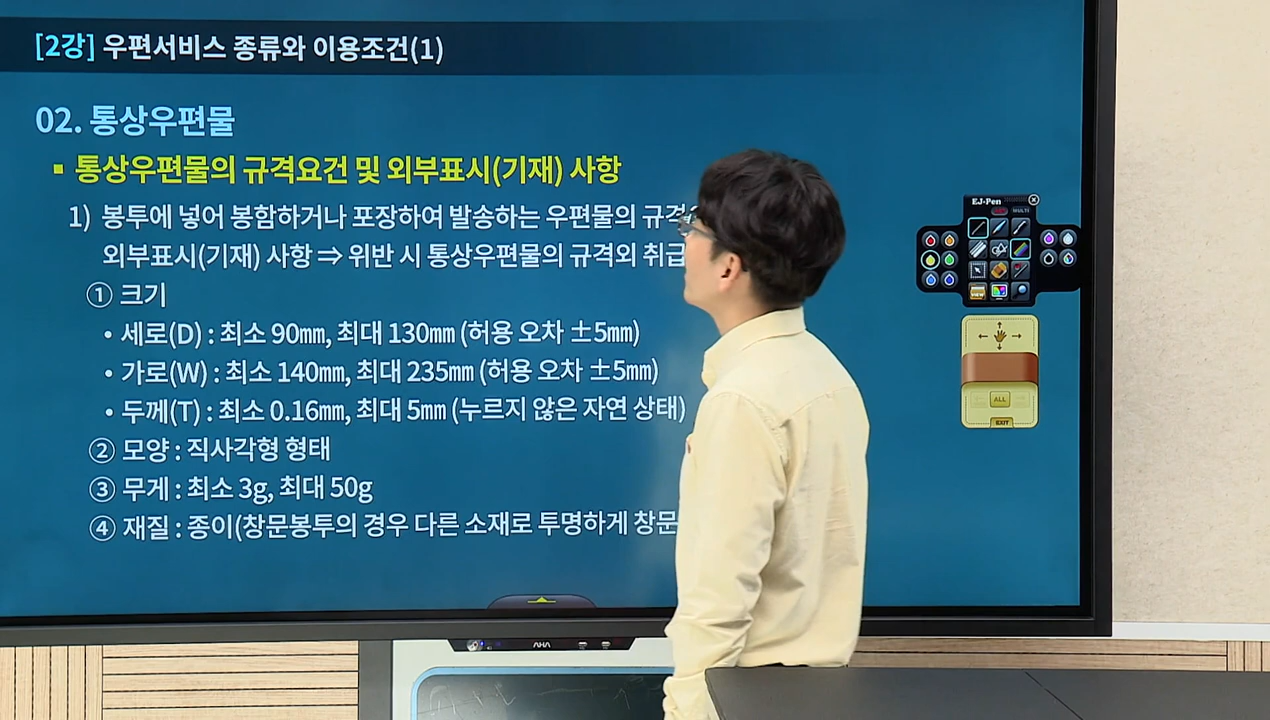 [2강] 우편서비스 종류와 이용조건(1)
02. 통상우편물
▪ 통상우편물의 규격요건 및 외부표시(기재) 사항
1) 봉투에 넣어 봉함하거나 포장하여 발송하는 우편물의 규격
외부표시(기재) 사항 ⇒ 위반 시 통상우편물의 규격외 취급
① 크기
• 세로(D) : 최소 90㎜, 최대 130㎜ (허용 오차 ±5㎜)
• 가로(W) : 최소 140㎜, 최대 235㎜ (허용 오차 ±5㎜)
• 두께(T) : 최소 0.16㎜, 최대 5㎜ (누르지 않은 자연 상태)
② 모양 : 직사각형 형태
③ 무게 : 최소 3g, 최대 50g
④ 재질 : 종이(창문봉투의 경우 다른 소재로 투명하게 창문
EJ-Pen
MULTI
VIEW
ALL
EXIT
AHA